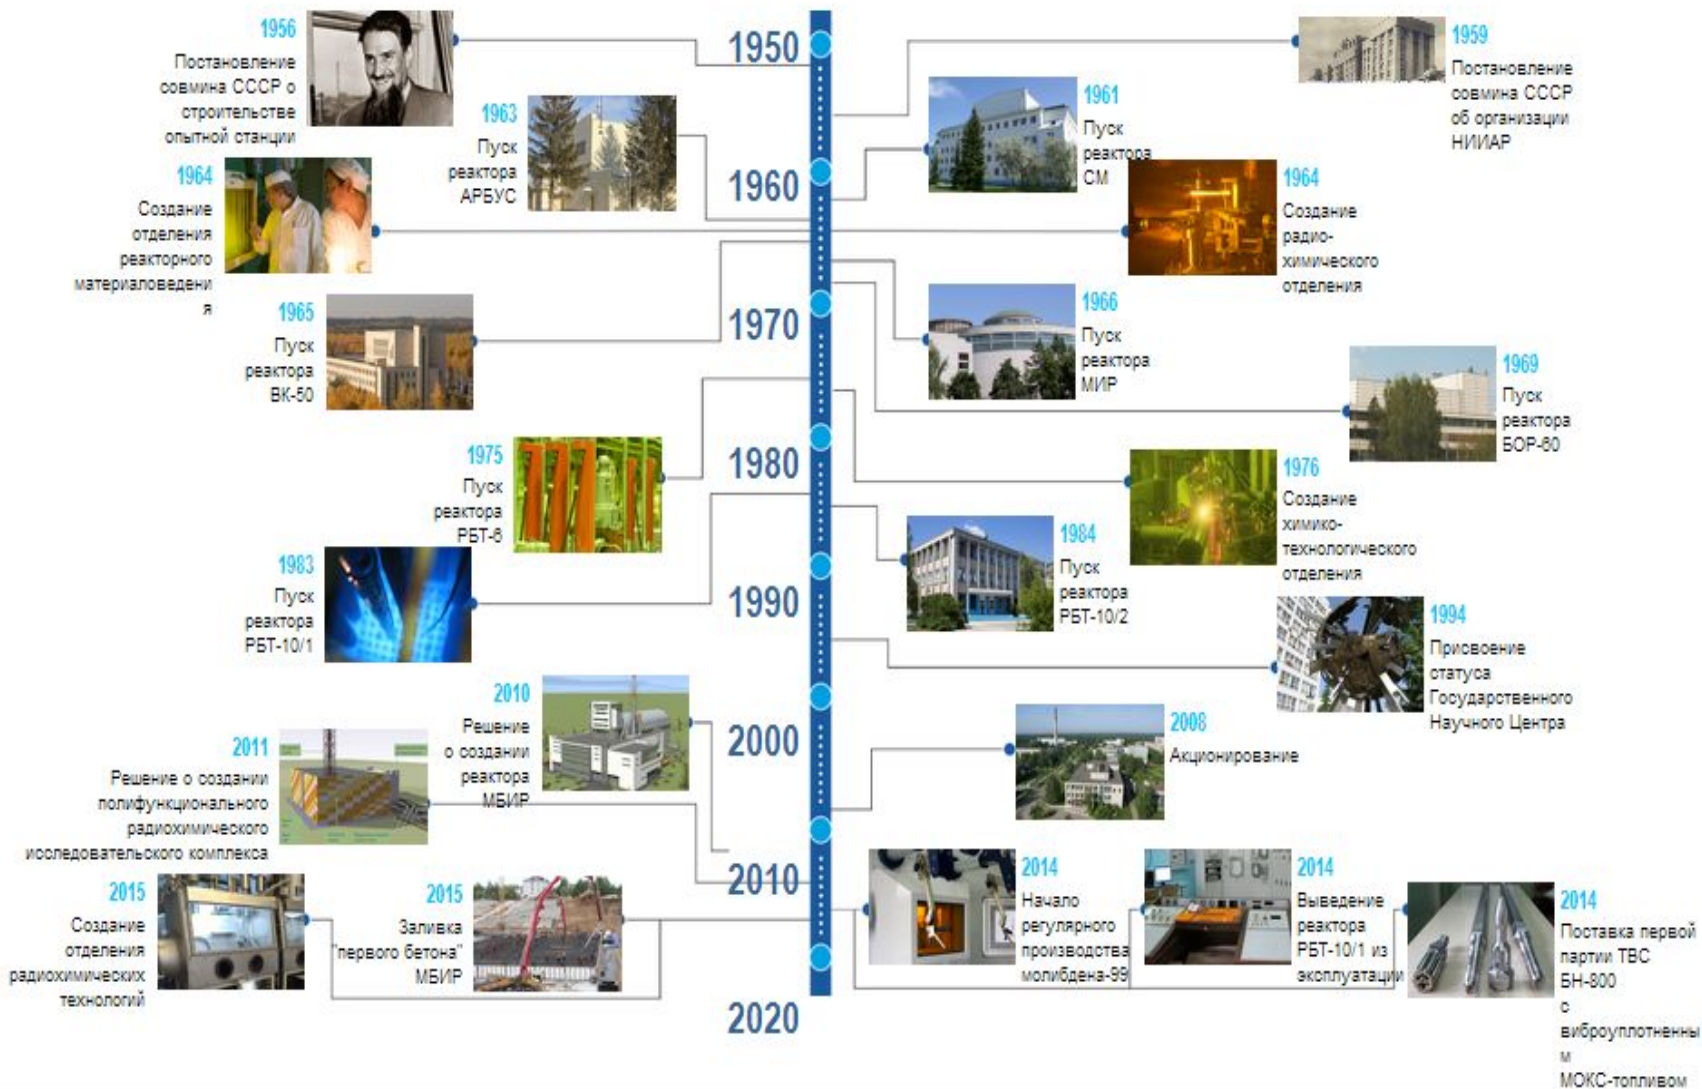 1956
Постановление
совмина СССР о
строительстве
опытной станции
1950
1959
Постановление
совмина СССР
об организации
НИИАР
1963
Пуск
реактора
АРБУС
1961
Пуск
реактора
СМ
1960
1964
Создание
отделения
реакторного
материаловедени
я
1964
Создание
радио-
химического
отделения
1965
Пуск
реактора
ВК-50
1970
1966
Пуск
реактора
МИР
1969
Пуск
реактора
БОР-60
1975
Пуск
реактора
РБТ-6
1980
1976
Создание
химико-
технологического
отделения
1983
Пуск
реактора
РБТ-10/1
1984
Пуск
реактора
РБТ-10/2
1990
1994
Присвоение
статуса
Государственного
Научного Центра
2010
Решение
о создании
реактора
МБИР
2000
2008
Акционирование
2011
Решение о создании
полифункционального
радиохимического
исследовательского комплекса
2010
2015
Создание
отделения
радиохимических
технологий
2015
Заливка
"первого бетона"
МБИР
2014
Начало
регулярного
производства
молибдена-99
2014
Выведение
реактора
РБТ-10/1 из
эксплуатации
2014
Поставка первой
партии ТВС
БН-800
с
виброуплотненны
м
МОКС-топливом
2020